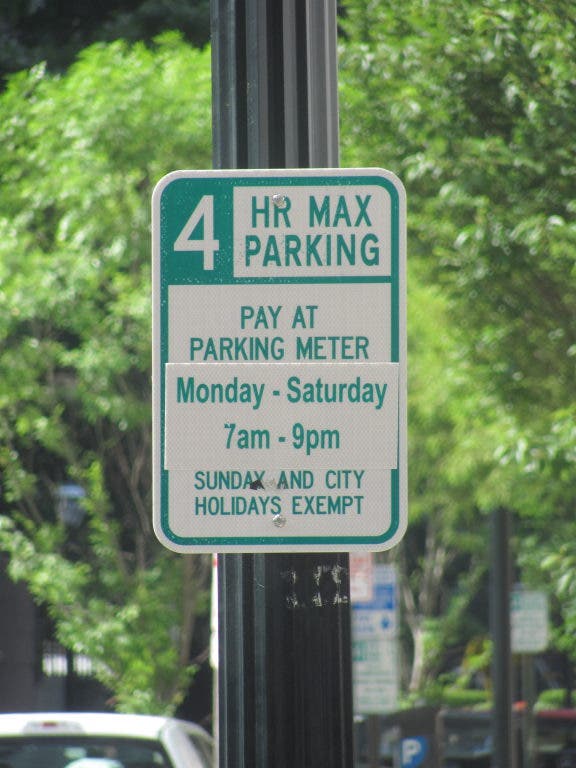 4 HR MAX
PARKING
PAY AT
PARKING METER
Monday - Saturday
7am - 9pm
SUNDAY AND CITY
HOLIDAYS EXEMPT
P